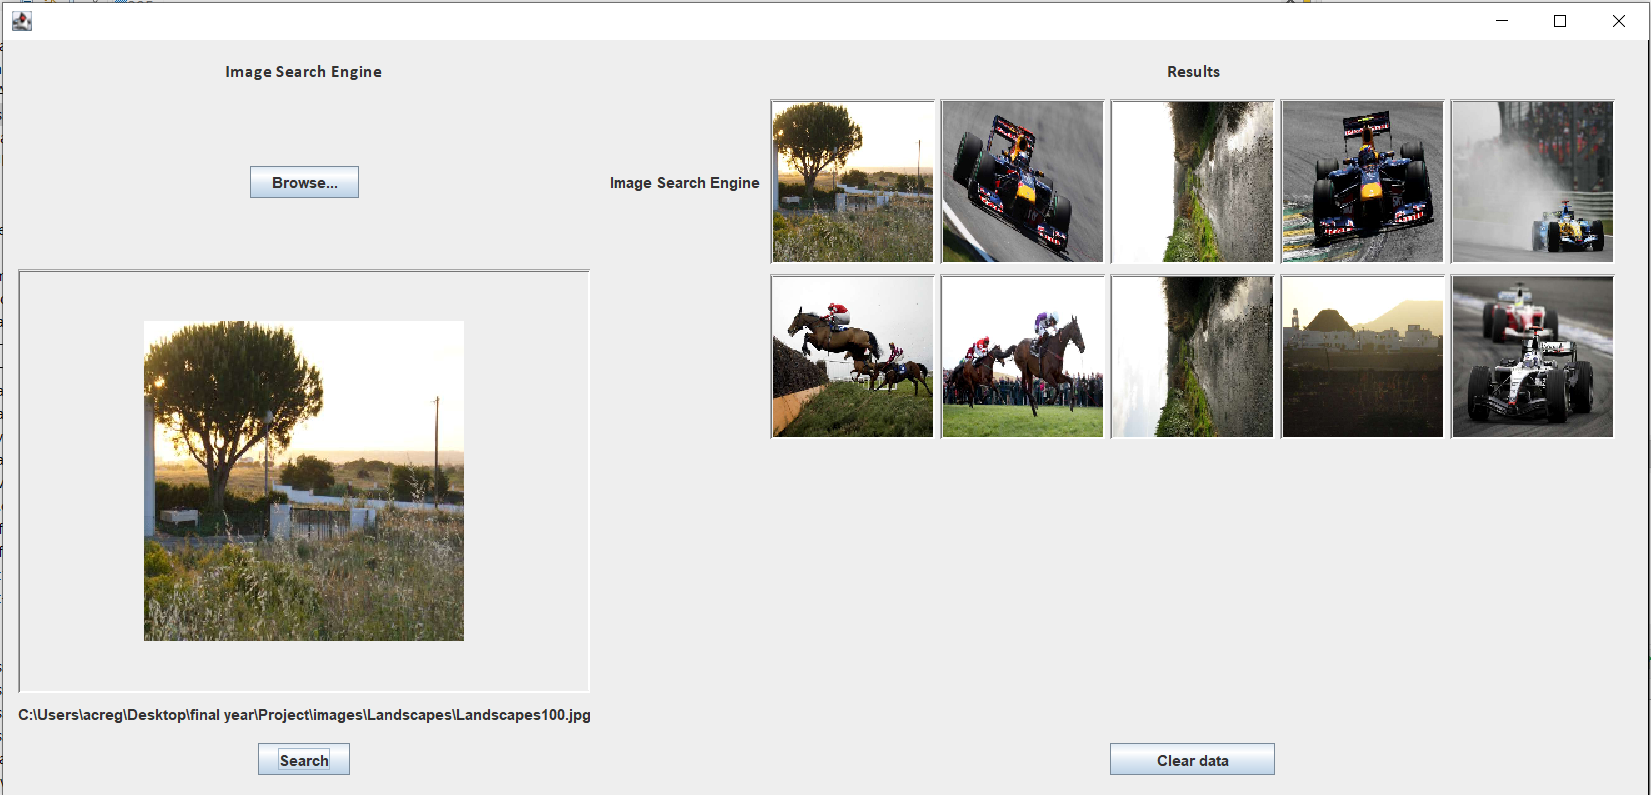 Image Search Engine
Results
Browse...
Image Search Engine
C:\Users\acreg\Desktop\final year\Project\images\Landscapes\Landscapes100.jpg
Search
Clear data